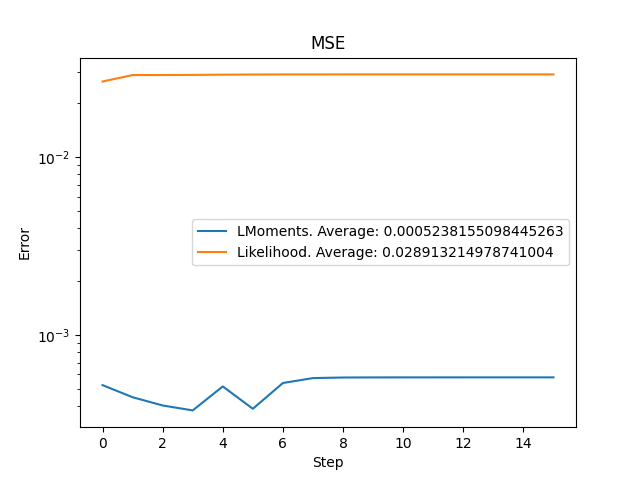 MSE
Error
10⁻²
10⁻³
LMoments. Average: 0.0005238155098445263
Likelihood. Average: 0.028913214978741004
0 2 4 6 8 10 12 14
Step